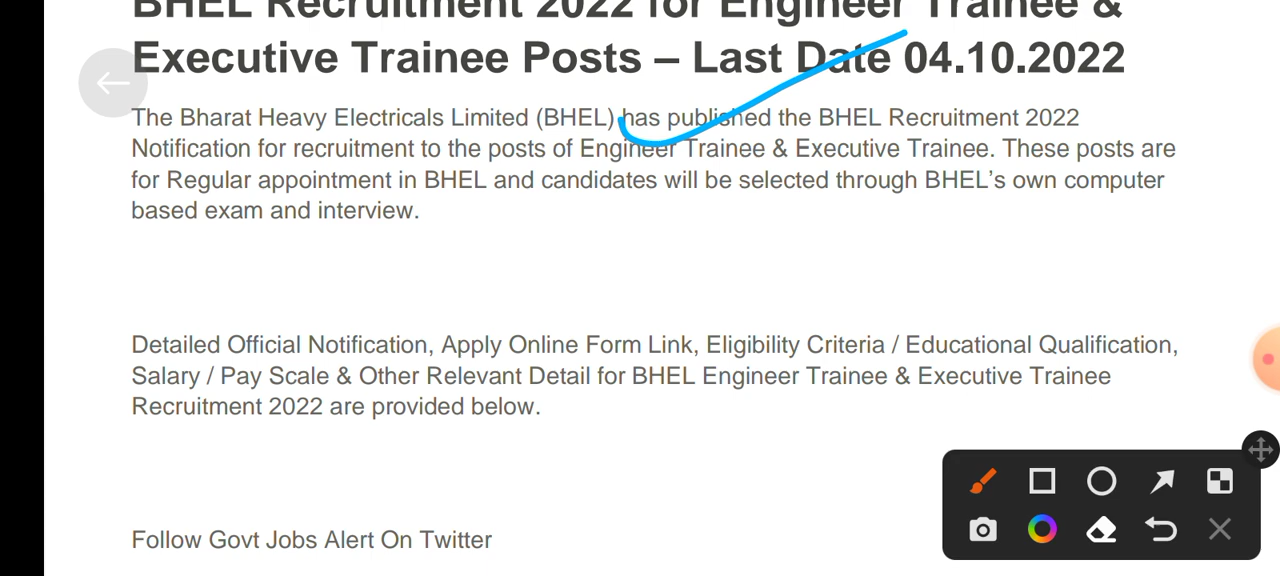 BHEL Recruitment 2022 for Engineer Trainee &
Executive Trainee Posts – Last Date 04.10.2022
The Bharat Heavy Electricals Limited (BHEL) has published the BHEL Recruitment 2022
Notification for recruitment to the posts of Engineer Trainee & Executive Trainee. These posts are
for Regular appointment in BHEL and candidates will be selected through BHEL’s own computer
based exam and interview.
Detailed Official Notification, Apply Online Form Link, Eligibility Criteria / Educational Qualification,
Salary / Pay Scale & Other Relevant Detail for BHEL Engineer Trainee & Executive Trainee
Recruitment 2022 are provided below.
Follow Govt Jobs Alert On Twitter